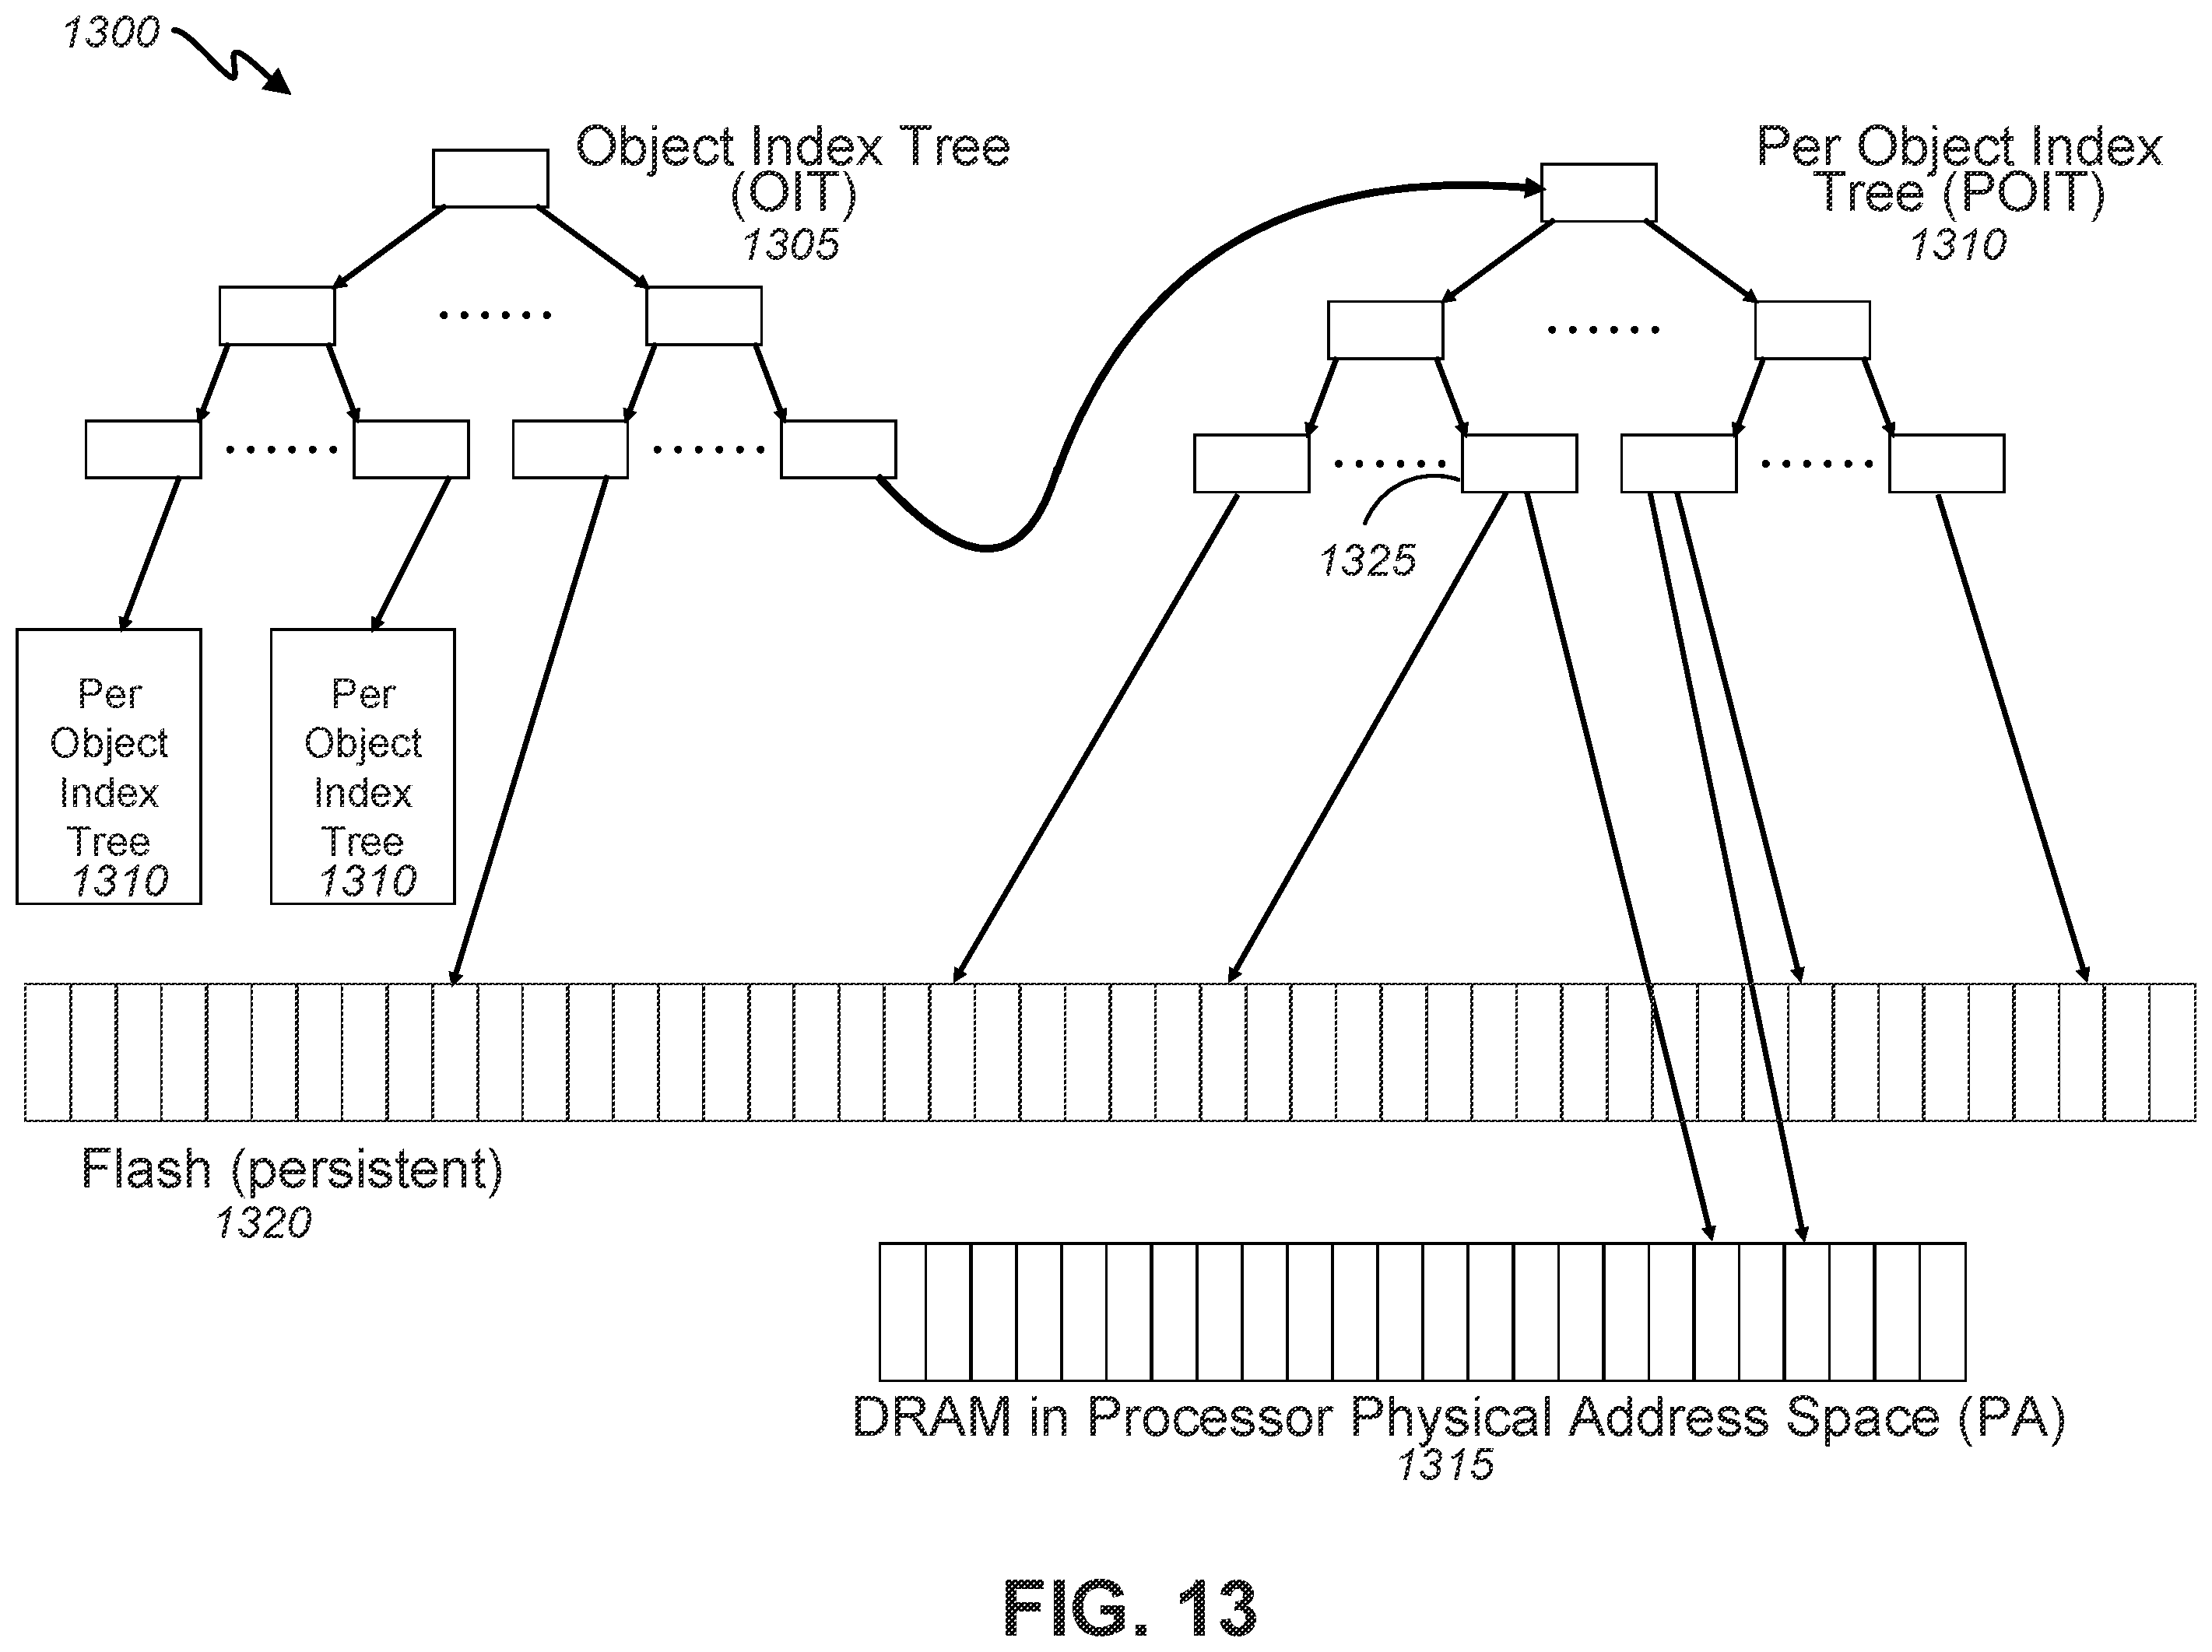 1300
Object Index Tree
(OIT)
1305
Per Object Index
Tree (POIT)
1310
1325
Per
Object
Index
Tree
1310
Per
Object
Index
Tree
1310
Flash (persistent)
1320
DRAM in Processor Physical Address Space (PA)
1315
FIG. 13